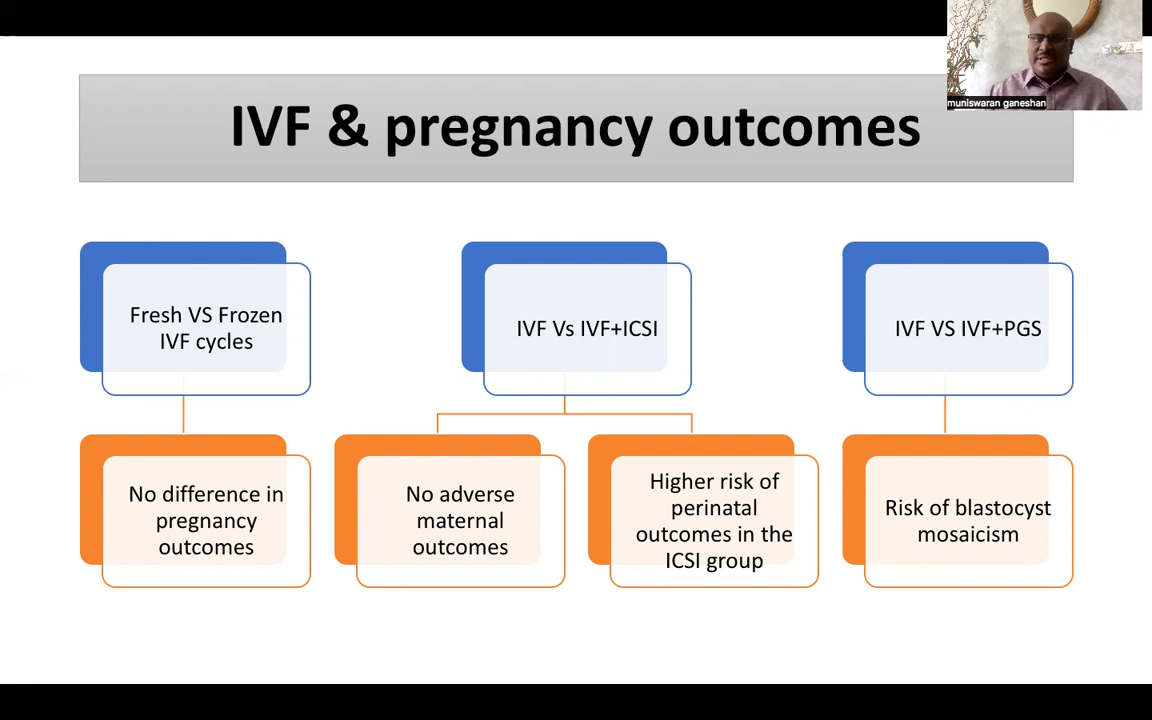 muniswaran ganeshan
IVF & pregnancy outcomes
Fresh VS Frozen
IVF cycles
IVF Vs IVF+ICSI
IVF VS IVF+PGS
No difference in
pregnancy
outcomes
No adverse
maternal
outcomes
Higher risk of
perinatal
outcomes in the
ICSI group
Risk of blastocyst
mosaicism